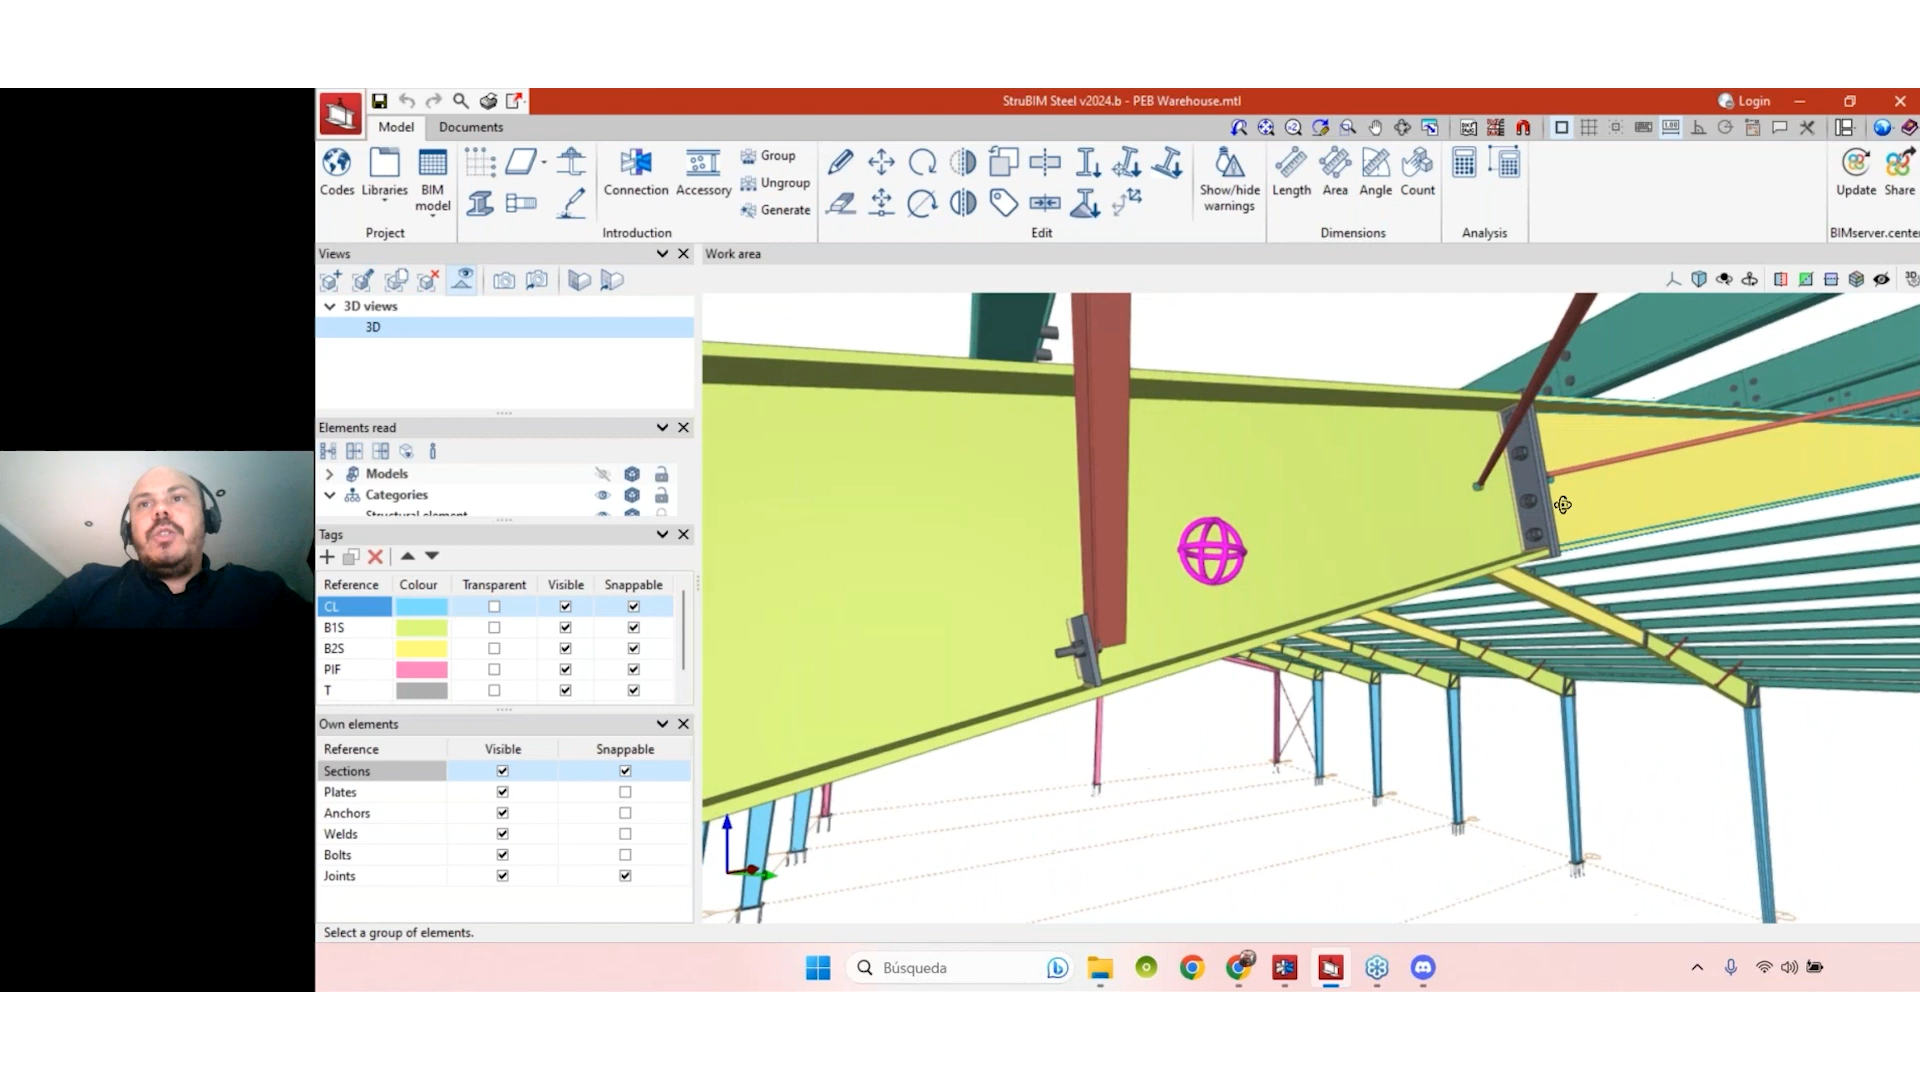 StruBIM Steel v2024.b - PEB Warehouse.mtl
Login
Model
Documents
Codes
Libraries
BIM
model
Connection
Accessory
Group
Ungroup
Generate
Show/hide
warnings
Length
Area
Angle
Count
Update
Share
Project
Introduction
Edit
Dimensions
Analysis
BIMserver.cente
Views
Work area
3D views
3D
Elements read
Models
Categories
Structural element
Tags
Reference
Colour
Transparent
Visible
Snappable
CL
B1S
B2S
PIF
T
Own elements
Reference
Visible
Snappable
Sections
Plates
Anchors
Welds
Bolts
Joints
Select a group of elements.
Búsqueda